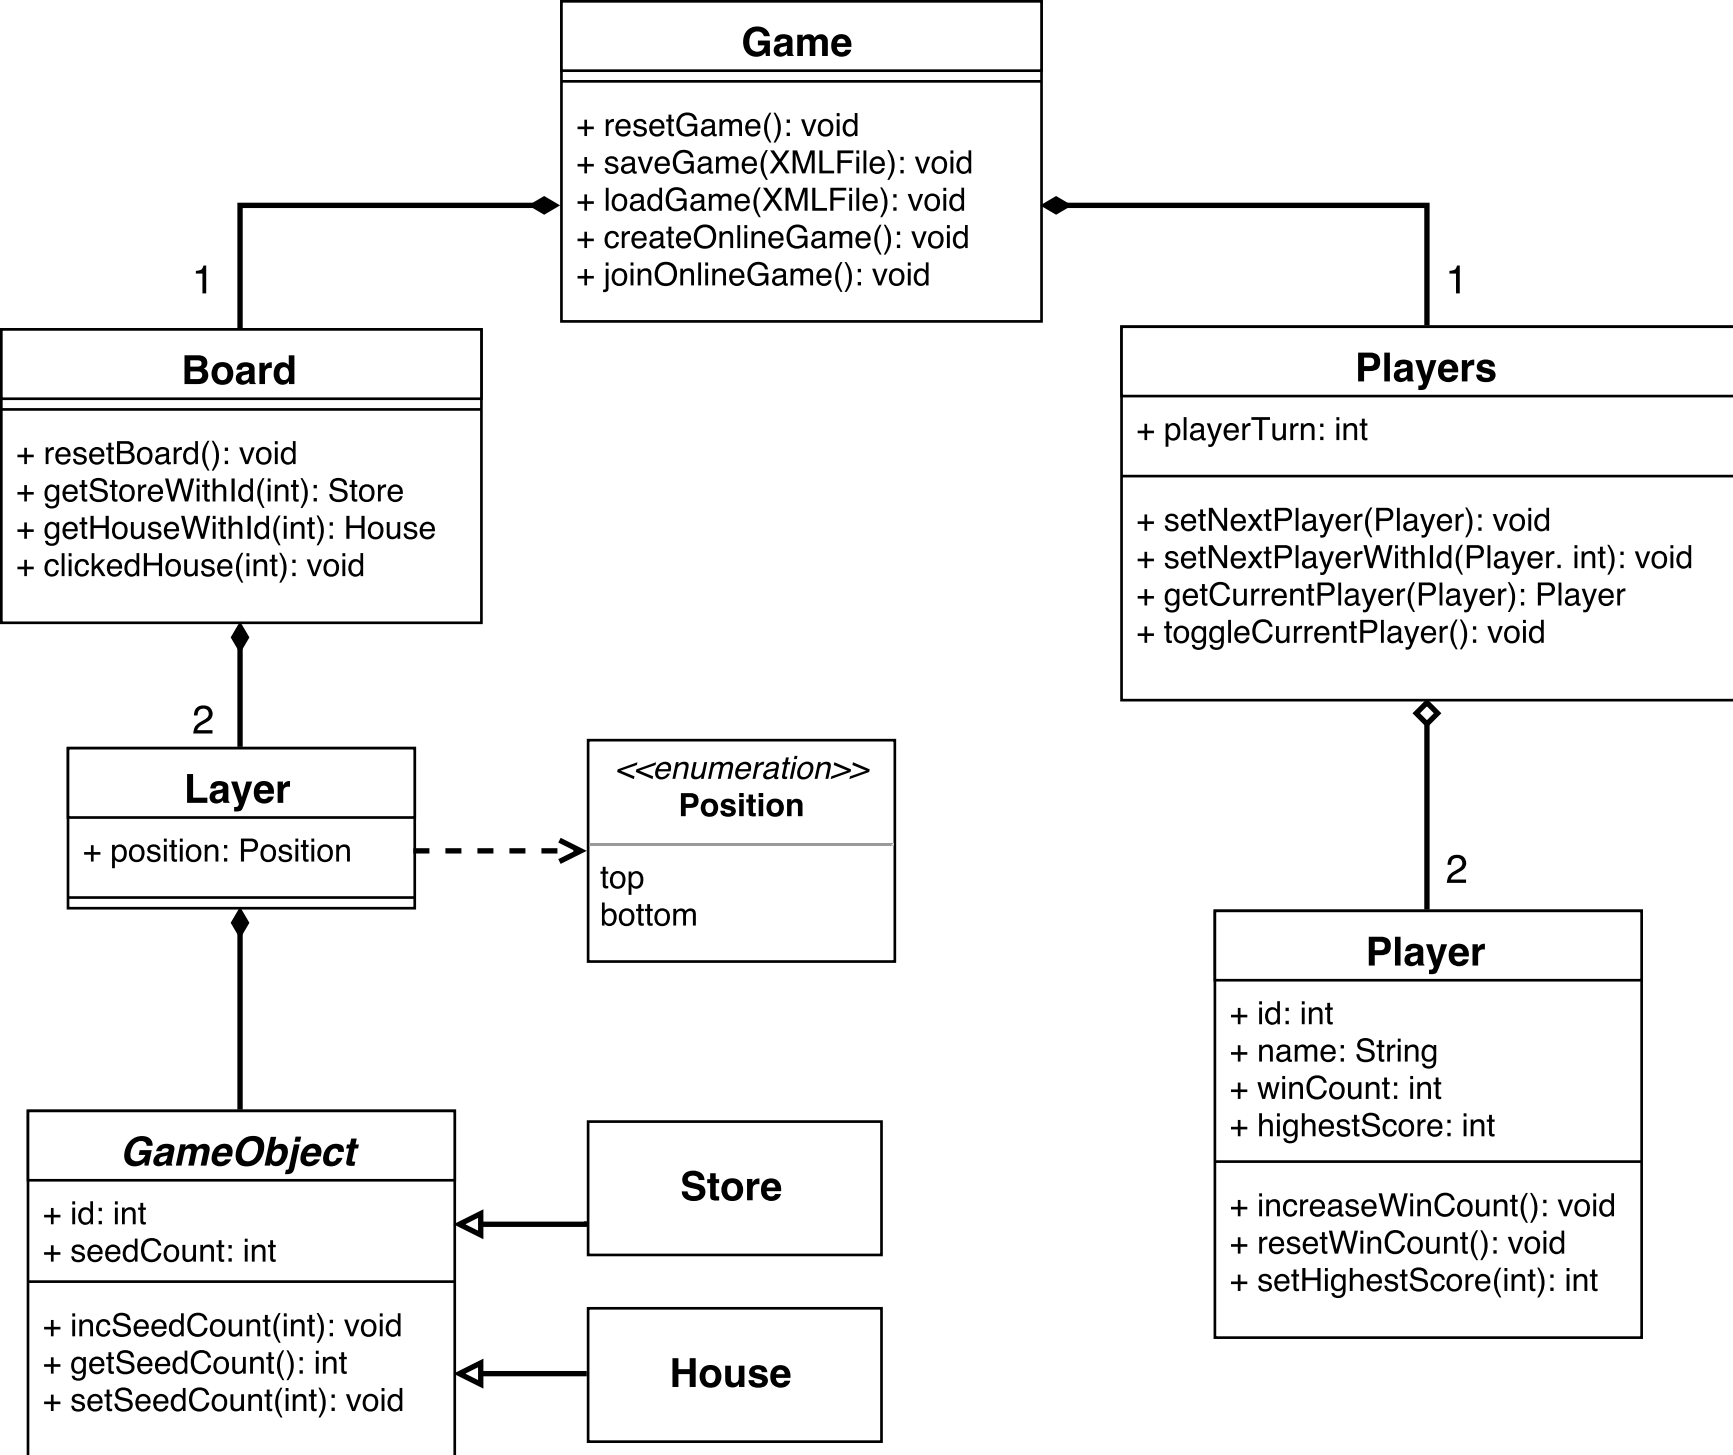 Game
+ resetGame(): void
+ saveGame(XMLFile): void
+ loadGame(XMLFile): void
+ createOnlineGame(): void
+ joinOnlineGame(): void
1
1
Board
+ resetBoard(): void
+ getStoreWithId(int): Store
+ getHouseWithId(int): House
+ clickedHouse(int): void
Players
+ playerTurn: int
+ setNextPlayer(Player): void
+ setNextPlayerWithId(Player. int): void
+ getCurrentPlayer(Player): Player
+ toggleCurrentPlayer(): void
2
Layer
+ position: Position
<<enumeration>>
Position
top
bottom
2
Player
+ id: int
+ name: String
+ winCount: int
+ highestScore: int
+ increaseWinCount(): void
+ resetWinCount(): void
+ setHighestScore(int): int
GameObject
+ id: int
+ seedCount: int
+ incSeedCount(int): void
+ getSeedCount(): int
+ setSeedCount(int): void
Store
House